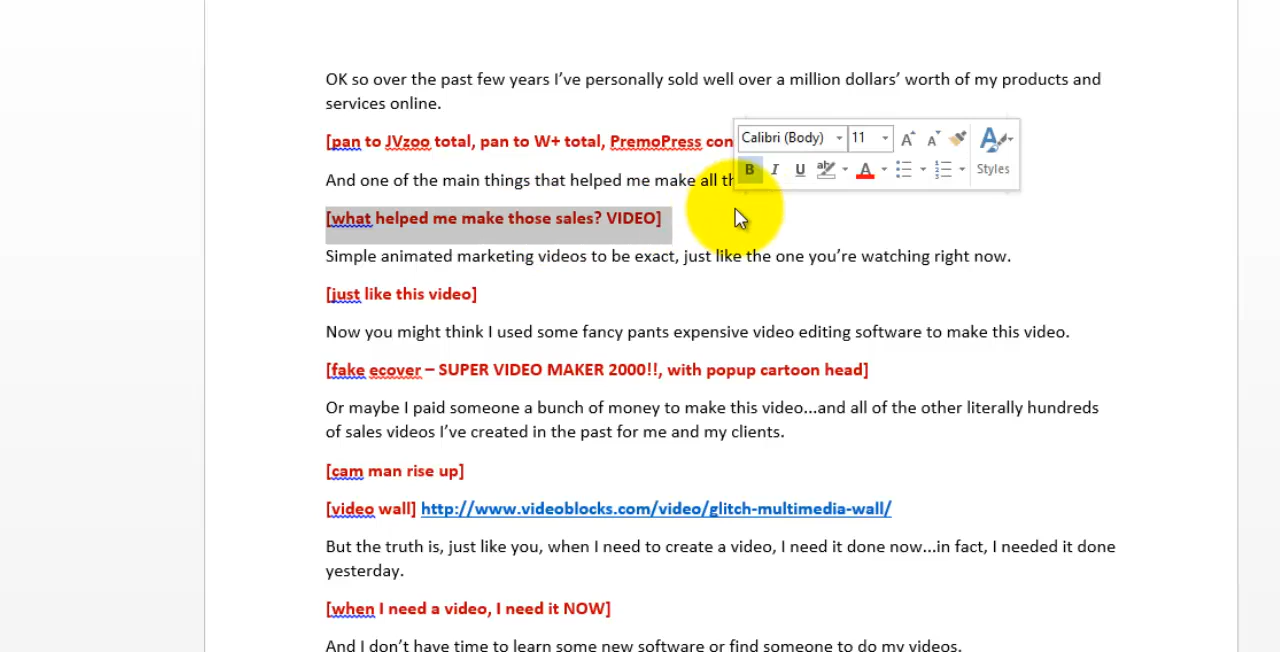 OK so over the past few years I've personally sold well over a million dollars' worth of my products and
services online.
[pan to JVzoo total, pan to W+ total, PremoPress con
Calibri (Body) 11
And one of the main things that helped me make all th
B I U ab A Styles
[what helped me make those sales? VIDEO]
Simple animated marketing videos to be exact, just like the one you're watching right now.
[just like this video]
Now you might think I used some fancy pants expensive video editing software to make this video.
[fake ecover – SUPER VIDEO MAKER 2000!!, with popup cartoon head]
Or maybe I paid someone a bunch of money to make this video...and all of the other literally hundreds
of sales videos I've created in the past for me and my clients.
[cam man rise up]
[video wall] http://www.videoblocks.com/video/glitch-multimedia-wall/
But the truth is, just like you, when I need to create a video, I need it done now...in fact, I needed it done
yesterday.
[when I need a video, I need it NOW]
And I don't have time to learn some new software or find someone to do my videos.